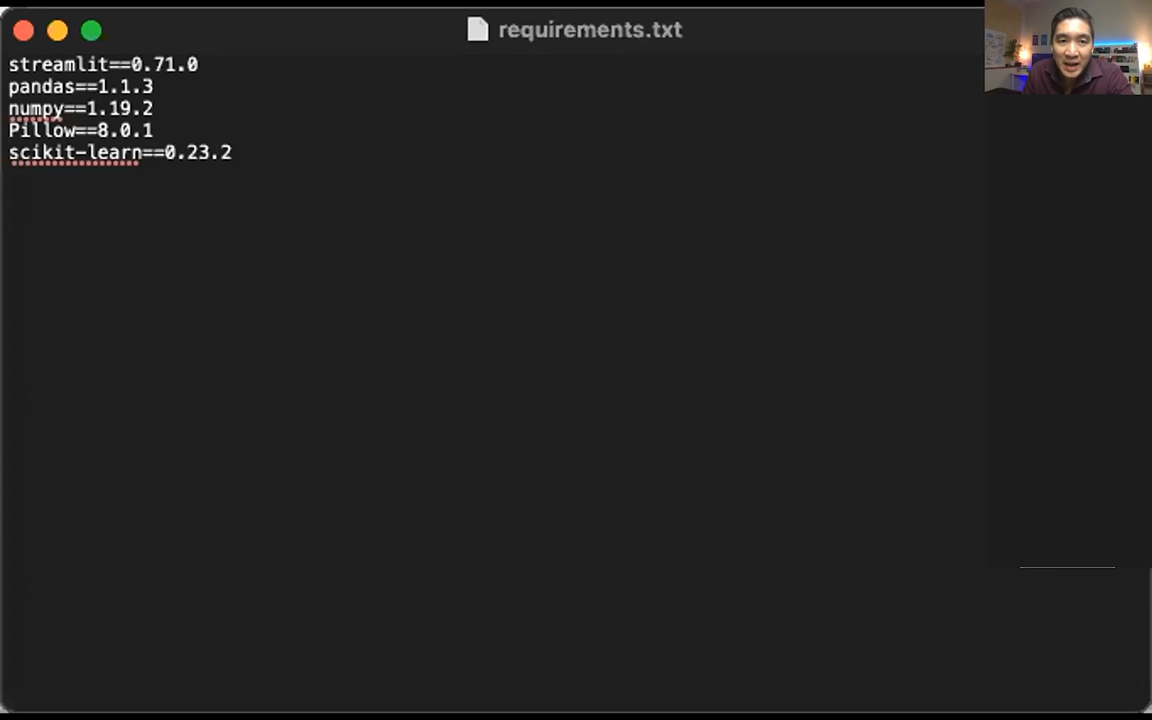 requirements.txt
streamlit==0.71.0
pandas==1.1.3
numpy==1.19.2
Pillow==8.0.1
scikit-learn==0.23.2